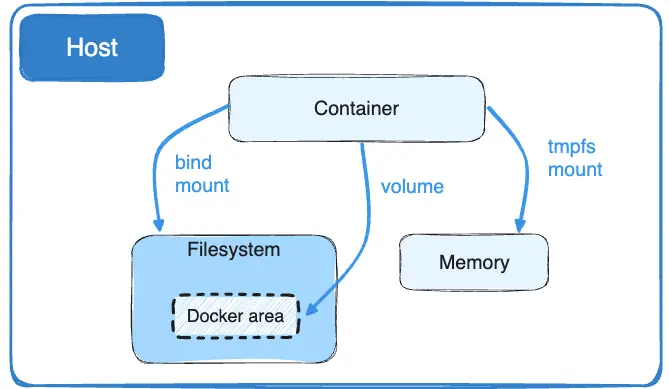 Host
Container
bind
mount
volume
tmpfs
mount
Filesystem
Docker area
Memory